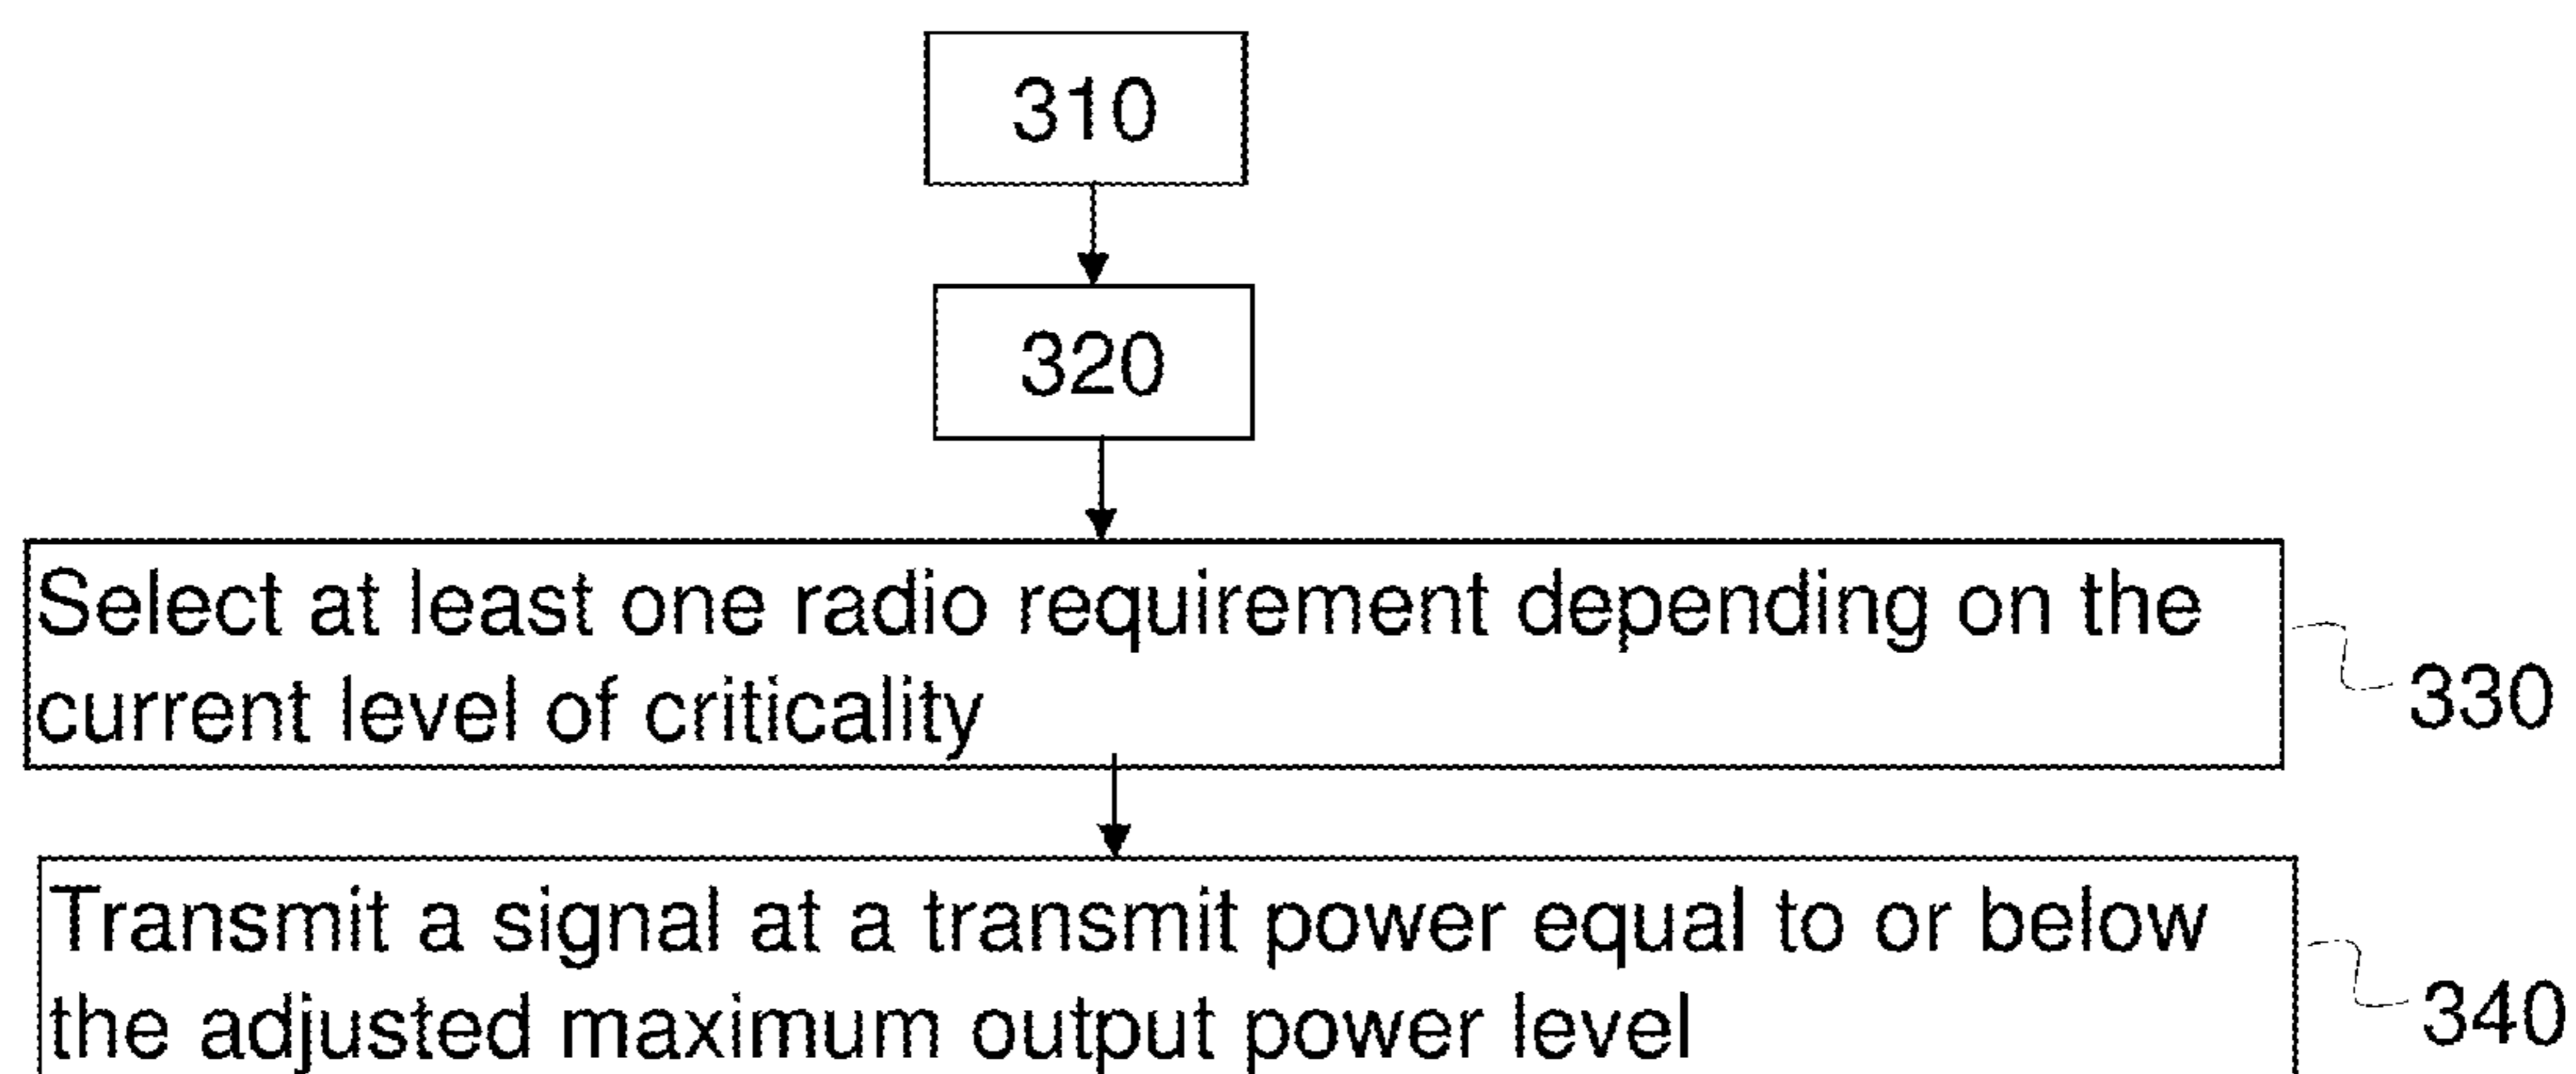 310
320
Select at least one radio requirement depending on the
current level of criticality
330
Transmit a signal at a transmit power equal to or below
the adjusted maximum output power level
340